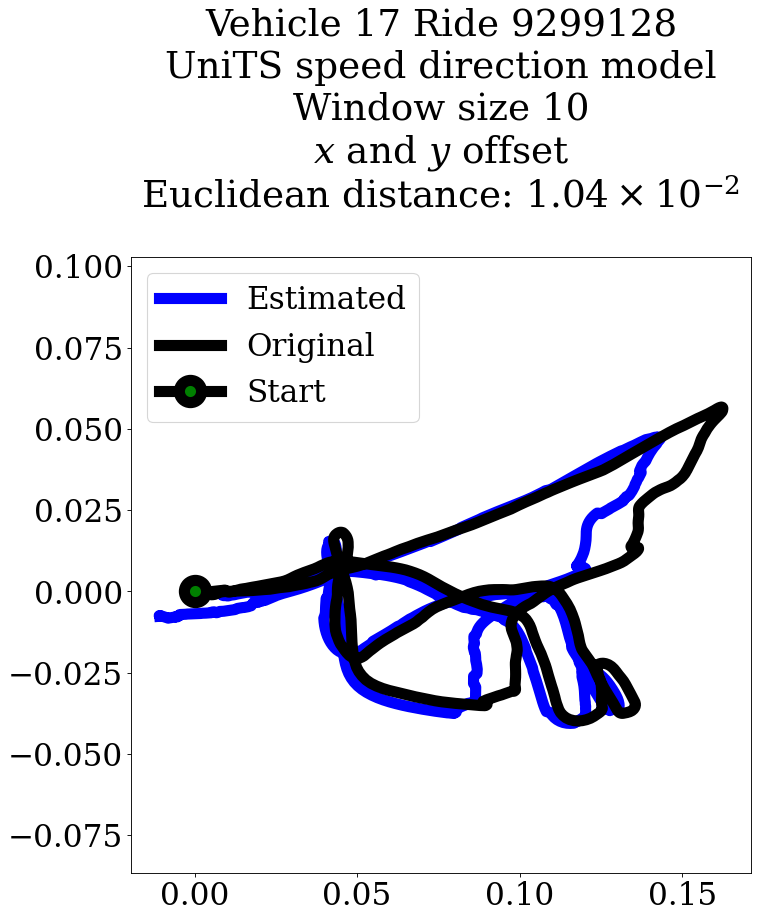 Vehicle 17 Ride 9299128
UniTS speed direction model
Window size 10
x and y offset
Euclidean distance: 1.04 × 10⁻²
0.100
0.075
0.050
0.025
0.000
−0.025
−0.050
−0.075
Estimated
Original
Start
0.00 0.05 0.10 0.15